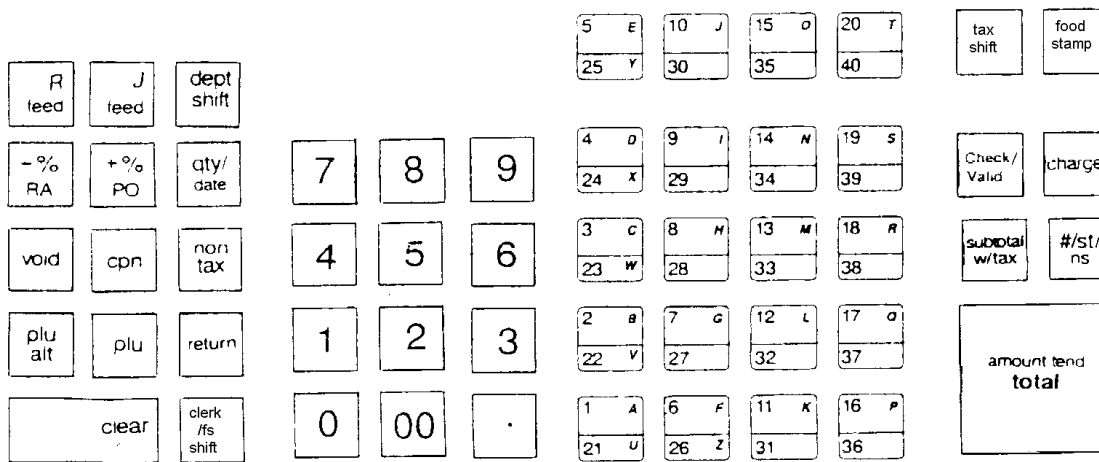 R
feed
J
feed
dept
shift
-%
RA
+%
PO
qty/
date
void
cpn
non
tax
plu
alt
plu
return
clear
clerk
/fs
shift
7 8 9
4 5 6
1 2 3
0 00 .
5 E 10 J 15 O 20 T
25 Y 30 35 40
4 D 9 I 14 N 19 S
24 X 29 34 39
3 C 8 H 13 M 18 R
23 W 28 33 38
2 B 7 G 12 L 17 Q
22 V 27 32 37
1 A 6 F 11 K 16 P
21 U 26 Z 31 36
tax
shift
food
stamp
Check/
Valid
charge
subtotal
w/tax
#/st/
ns
amount tend
total